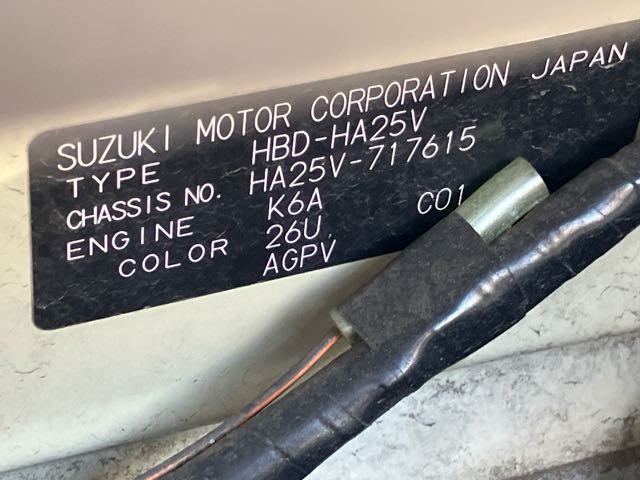 SUZUKI MOTOR CORPORATION JAPAN
TYPE HBD-HA25V
CHASSIS NO. HA25V-717615
ENGINE K6A C01
COLOR 26U
AGPV